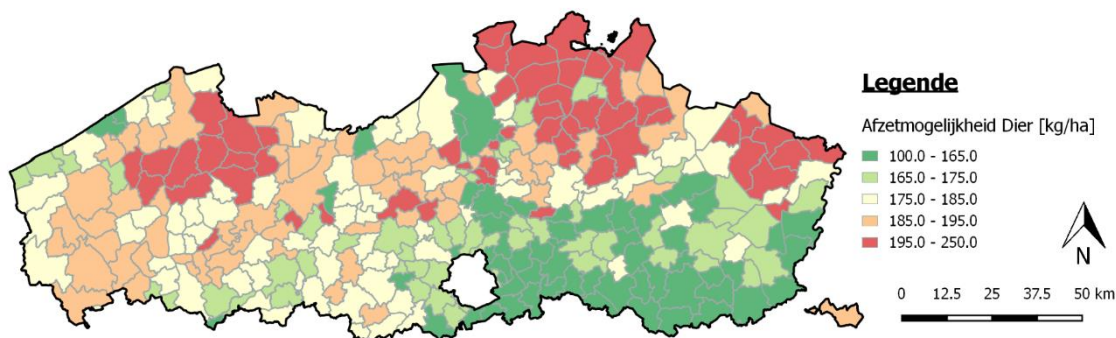 Legende
Afzetmogelijkheid Dier [kg/ha]
100.0 - 165.0
165.0 - 175.0
175.0 - 185.0
185.0 - 195.0
195.0 - 250.0
N
0 12.5 25 37.5 50 km